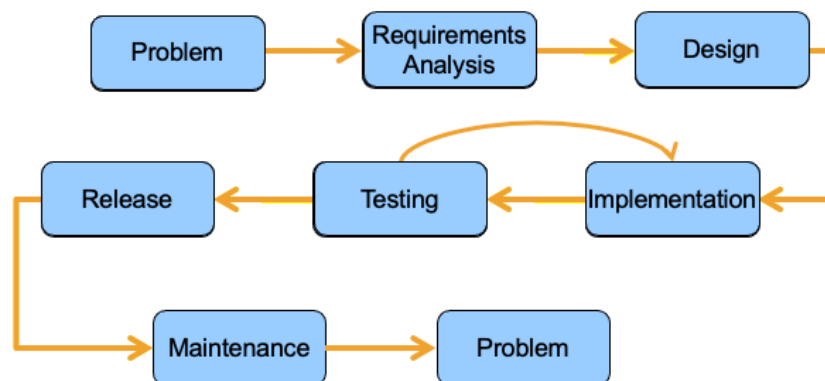 Problem
Requirements
Analysis
Design
Release
Testing
Implementation
Maintenance
Problem